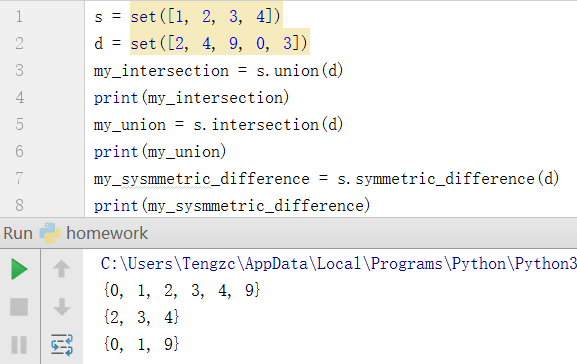 1 s = set([1, 2, 3, 4])
2 d = set([2, 4, 9, 0, 3])
3 my_intersection = s.union(d)
4 print(my_intersection)
5 my_union = s.intersection(d)
6 print(my_union)
7 my_sysmmetric_difference = s.symmetric_difference(d)
8 print(my_sysmmetric_difference)
Run homework
C:\Users\Tengzc\AppData\Local\Programs\Python\Python3
{0, 1, 2, 3, 4, 9}
{2, 3, 4}
{0, 1, 9}